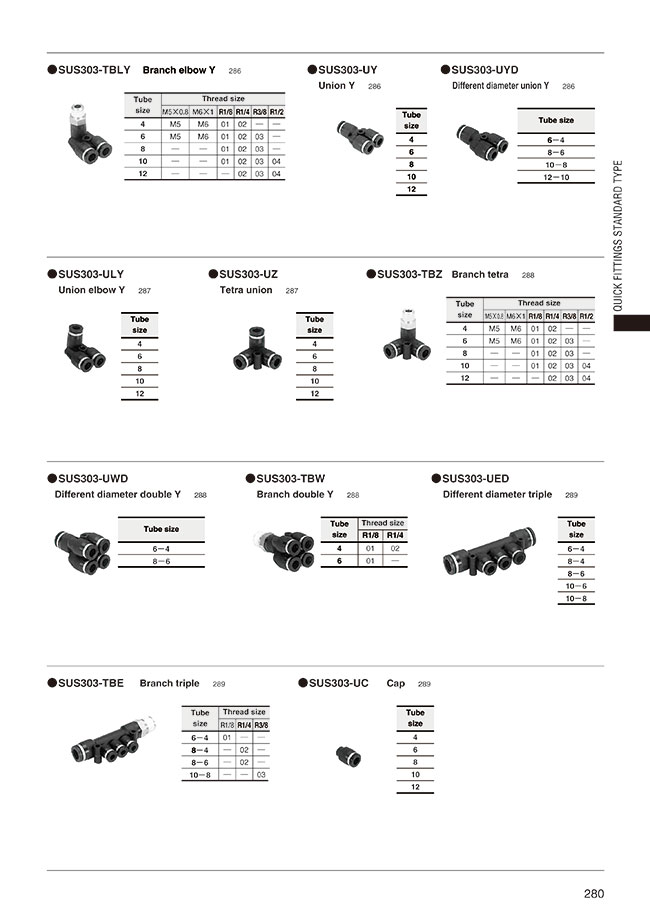 ●SUS303-TBLY Branch elbow Y 286
Tube size Thread size
M5×0.8 M6×1 R1/8 R1/4 R3/8 R1/2
4 M5 M6 01 02 — —
6 M5 M6 01 02 03 —
8 — — 01 02 03 —
10 — — 01 02 03 04
12 — — — 02 03 04
●SUS303-UY
Union Y 286
Tube
size
4
6
8
10
12
●SUS303-UYD
Different diameter union Y 286
Tube size
6－4
8－6
10－8
12－10
QUICK FITTINGS STANDARD TYPE
●SUS303-ULY
Union elbow Y 287
Tube
size
4
6
8
10
12
●SUS303-UZ
Tetra union 287
Tube
size
4
6
8
10
12
●SUS303-TBZ Branch tetra 288
Tube size Thread size
M5×0.8 M6×1 R1/8 R1/4 R3/8 R1/2
4 M5 M6 01 02 — —
6 M5 M6 01 02 03 —
8 — — 01 02 03 —
10 — — 01 02 03 04
12 — — — 02 03 04
●SUS303-UWD
Different diameter double Y 288
Tube size
6－4
8－6
●SUS303-TBW
Branch double Y 288
Tube size Thread size
R1/8 R1/4
4 01 02
6 01 —
●SUS303-UED
Different diameter triple 289
Tube
size
6－4
8－4
8－6
10－6
10－8
●SUS303-TBE Branch triple 289
Tube size Thread size
R1/8 R1/4 R3/8
6－4 01 — —
8－4 — 02 —
8－6 — 02 —
10－8 — — 03
●SUS303-UC Cap 289
Tube
size
4
6
8
10
12
280